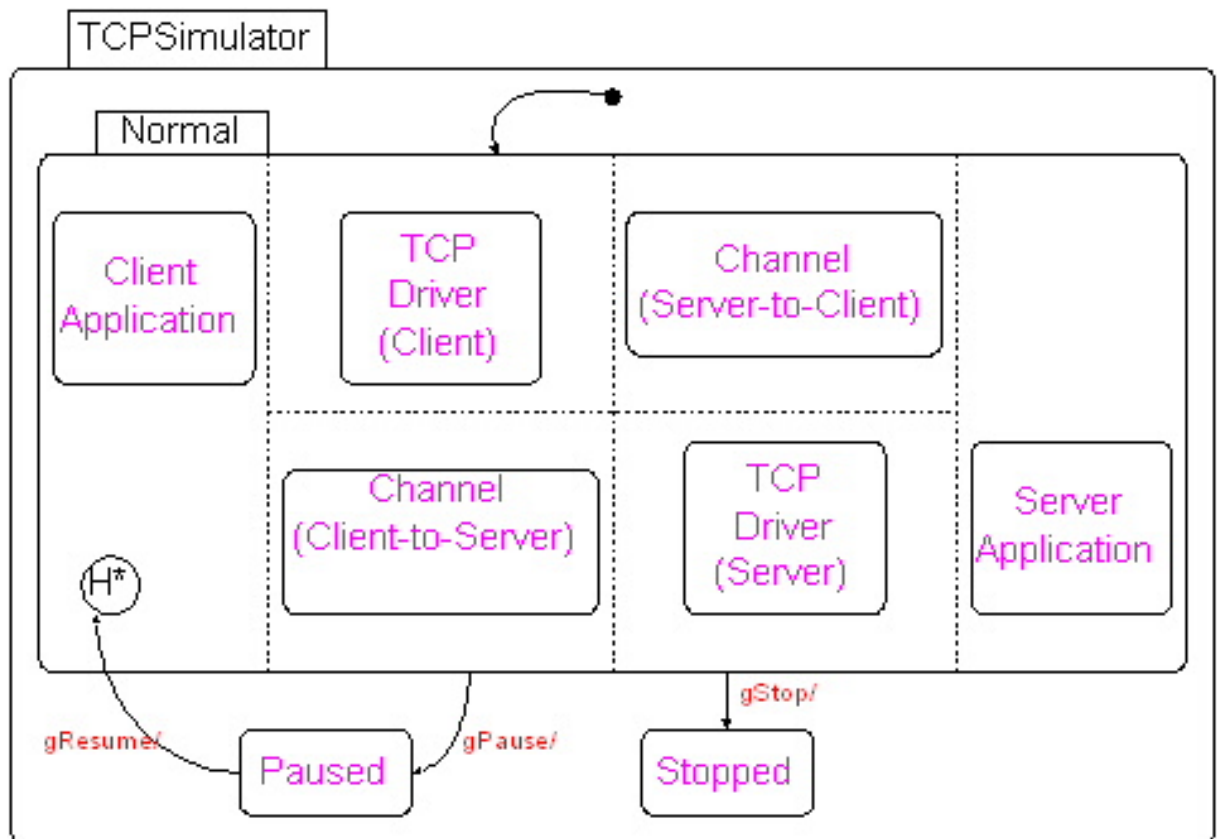 TCPSimulator
Normal
Client
Application
TCP
Driver
(Client)
Channel
(Server-to-Client)
Channel
(Client-to-Server)
TCP
Driver
(Server)
Server
Application
H*
gResume/
Paused
gPause/
gStop/
Stopped